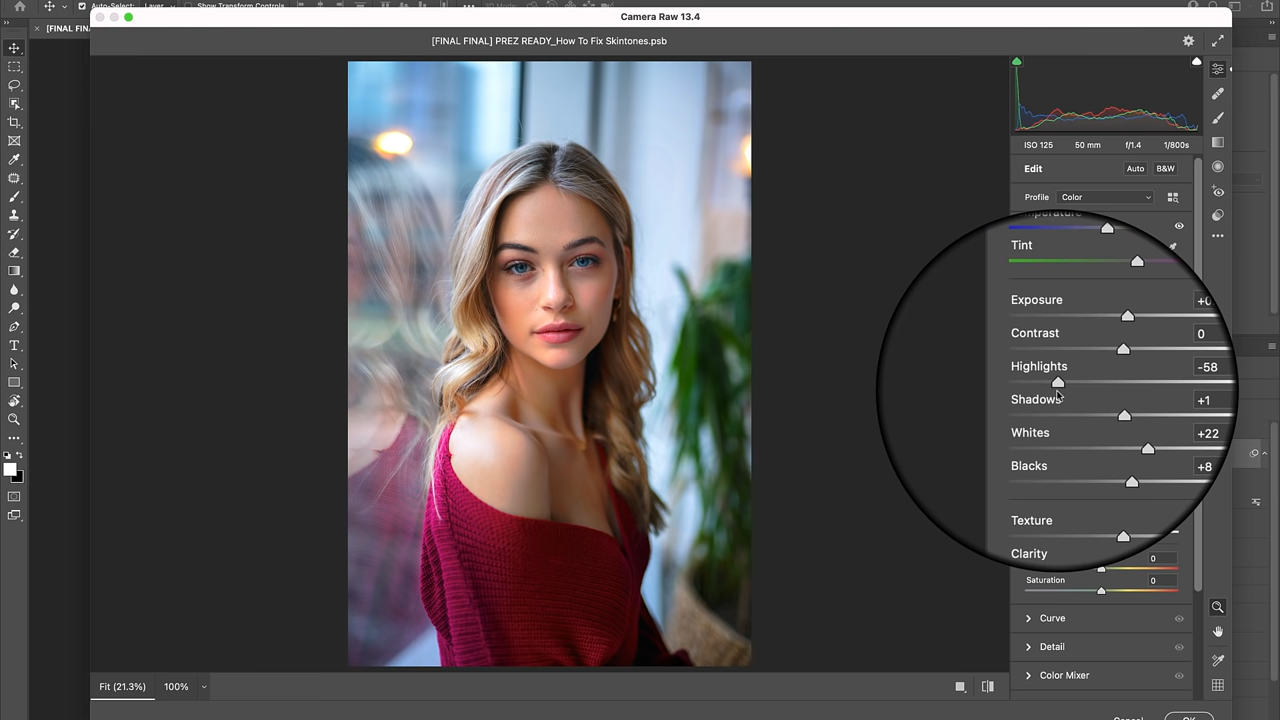 Auto-Select:
Layer
Show Transform Controls
Camera Raw 13.4
[FINAL FIN
[FINAL FINAL] PREZ READY_How To Fix Skintones.psb
ISO 125 50 mm f/1.4 1/800s
Edit Auto B&W
Profile Color
Temperature
Tint
Exposure
Contrast 0
Highlights -58
Shadows +1
Whites +22
Blacks +8
Texture
Clarity 0
Saturation 0
Curve
Detail
Color Mixer
Fit (21.3%) 100%
Cancel OK